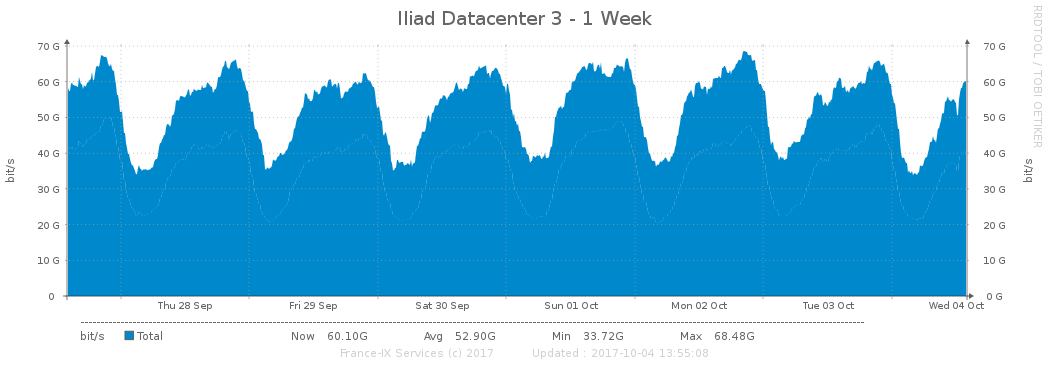 Iliad Datacenter 3 - 1 Week
RRDTOOL / TOBI OETIKER
70 G 70 G
60 G 60 G
50 G 50 G
40 G 40 G
30 G 30 G
20 G 20 G
10 G 10 G
0 0 G
bit/s bit/s
Thu 28 Sep Fri 29 Sep Sat 30 Sep Sun 01 Oct Mon 02 Oct Tue 03 Oct Wed 04 Oct
bit/s Total Now 60.10G Avg 52.90G Min 33.72G Max 68.48G
France-IX Services (c) 2017 Updated : 2017-10-04 13:55:08